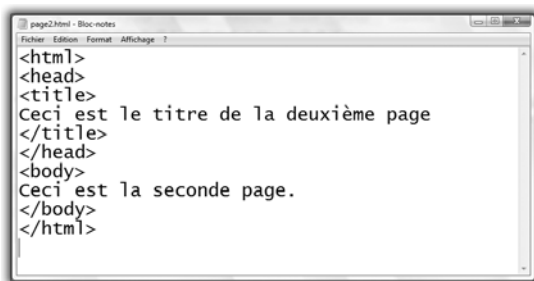 page2.html - Bloc-notes
Fichier Edition Format Affichage ?
<html>
<head>
<title>
Ceci est le titre de la deuxième page
</title>
</head>
<body>
Ceci est la seconde page.
</body>
</html>